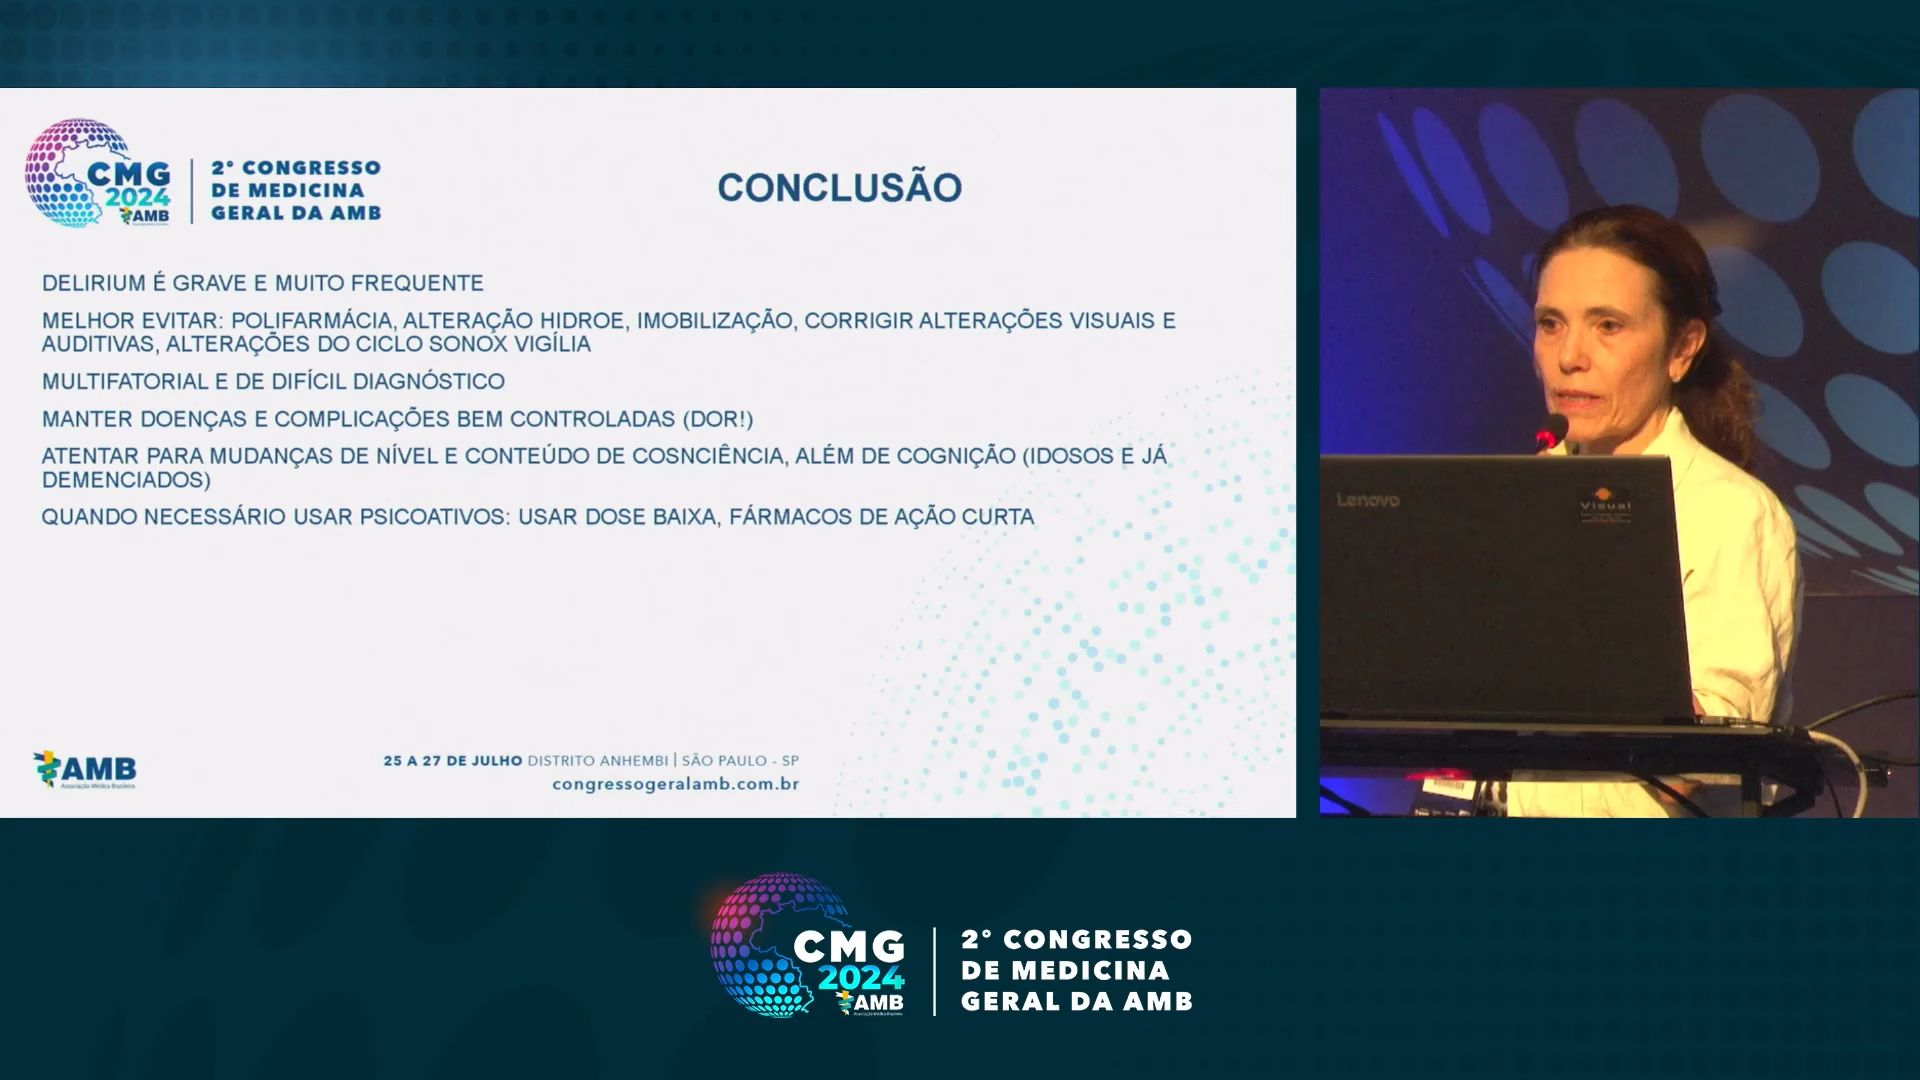 CMG
2024
AMB
2° CONGRESSO
DE MEDICINA
GERAL DA AMB
CONCLUSÃO
DELIRIUM É GRAVE E MUITO FREQUENTE
MELHOR EVITAR: POLIFARMÁCIA, ALTERAÇÃO HIDROE, IMOBILIZAÇÃO, CORRIGIR ALTERAÇÕES VISUAIS E
AUDITIVAS, ALTERAÇÕES DO CICLO SONOX VIGÍLIA
MULTIFATORIAL E DE DIFÍCIL DIAGNÓSTICO
MANTER DOENÇAS E COMPLICAÇÕES BEM CONTROLADAS (DOR!)
ATENTAR PARA MUDANÇAS DE NÍVEL E CONTEÚDO DE COSNCIÊNCIA, ALÉM DE COGNIÇÃO (IDOSOS E JÁ
DEMENCIADOS)
QUANDO NECESSÁRIO USAR PSICOATIVOS: USAR DOSE BAIXA, FÁRMACOS DE AÇÃO CURTA
AMB
Associação Médica Brasileira
25 A 27 DE JULHO DISTRITO ANHEMBI | SÃO PAULO - SP
congressogeralamb.com.br
Lenovo
Visual
CMG
2024
AMB
2° CONGRESSO
DE MEDICINA
GERAL DA AMB